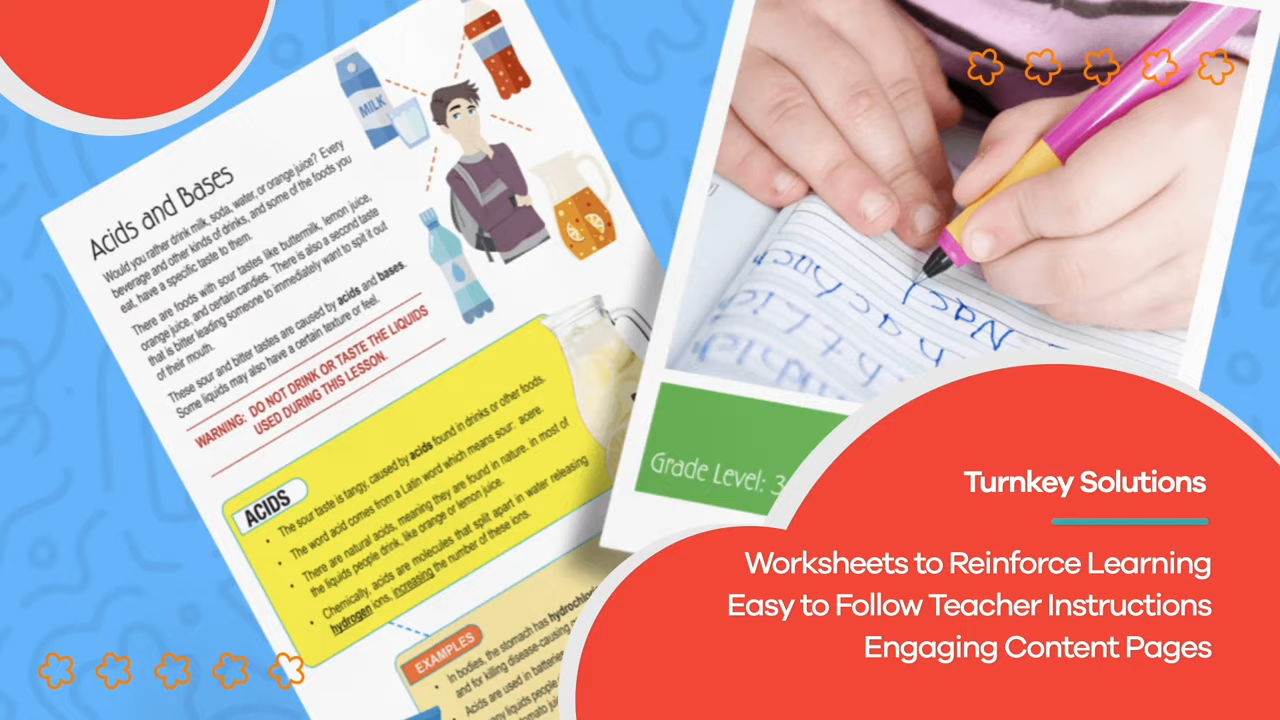 MILK
Acids and Bases
Would you rather drink milk, soda, water, or orange juice? Every
beverage and other kinds of drinks, and some of the foods you
eat, have a specific taste to them.
There are foods with sour tastes like buttermilk, lemon juice,
orange juice, and certain candies. There is also a second taste
that is bitter leading someone to immediately want to spit it out
of their mouth.
These sour and bitter tastes are caused by acids and bases.
Some liquids may also have a certain texture or feel.
WARNING: DO NOT DRINK OR TASTE THE LIQUIDS
USED DURING THIS LESSON.
ACIDS
• The sour taste is tangy, caused by acids found in drinks or other foods.
• The word acid comes from a Latin word which means sour: acere.
• There are natural acids, meaning they are found in nature. in most of
the liquids people drink, like orange or lemon juice.
• Chemically, acids are molecules that split apart in water releasing
hydrogen ions, increasing the number of these ions.
EXAMPLES
• In bodies, the stomach has
and for killing disease-causing
• Acids are used in batteries
liquids people
Grade Level: 3
Turnkey Solutions
Worksheets to Reinforce Learning
Easy to Follow Teacher Instructions
Engaging Content Pages